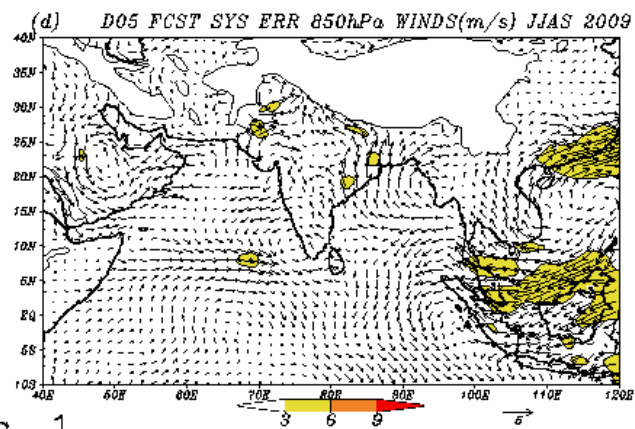 (d) D05 FCST SYS ERR 850hPa WINDS(m/s) JJAS 2009
40N
35N
30N
25N
20N
15N
10N
5N
EQ
5S
10S
40E 50E 60E 70E 80E 90E 100E 110E 120E
3 6 9
5